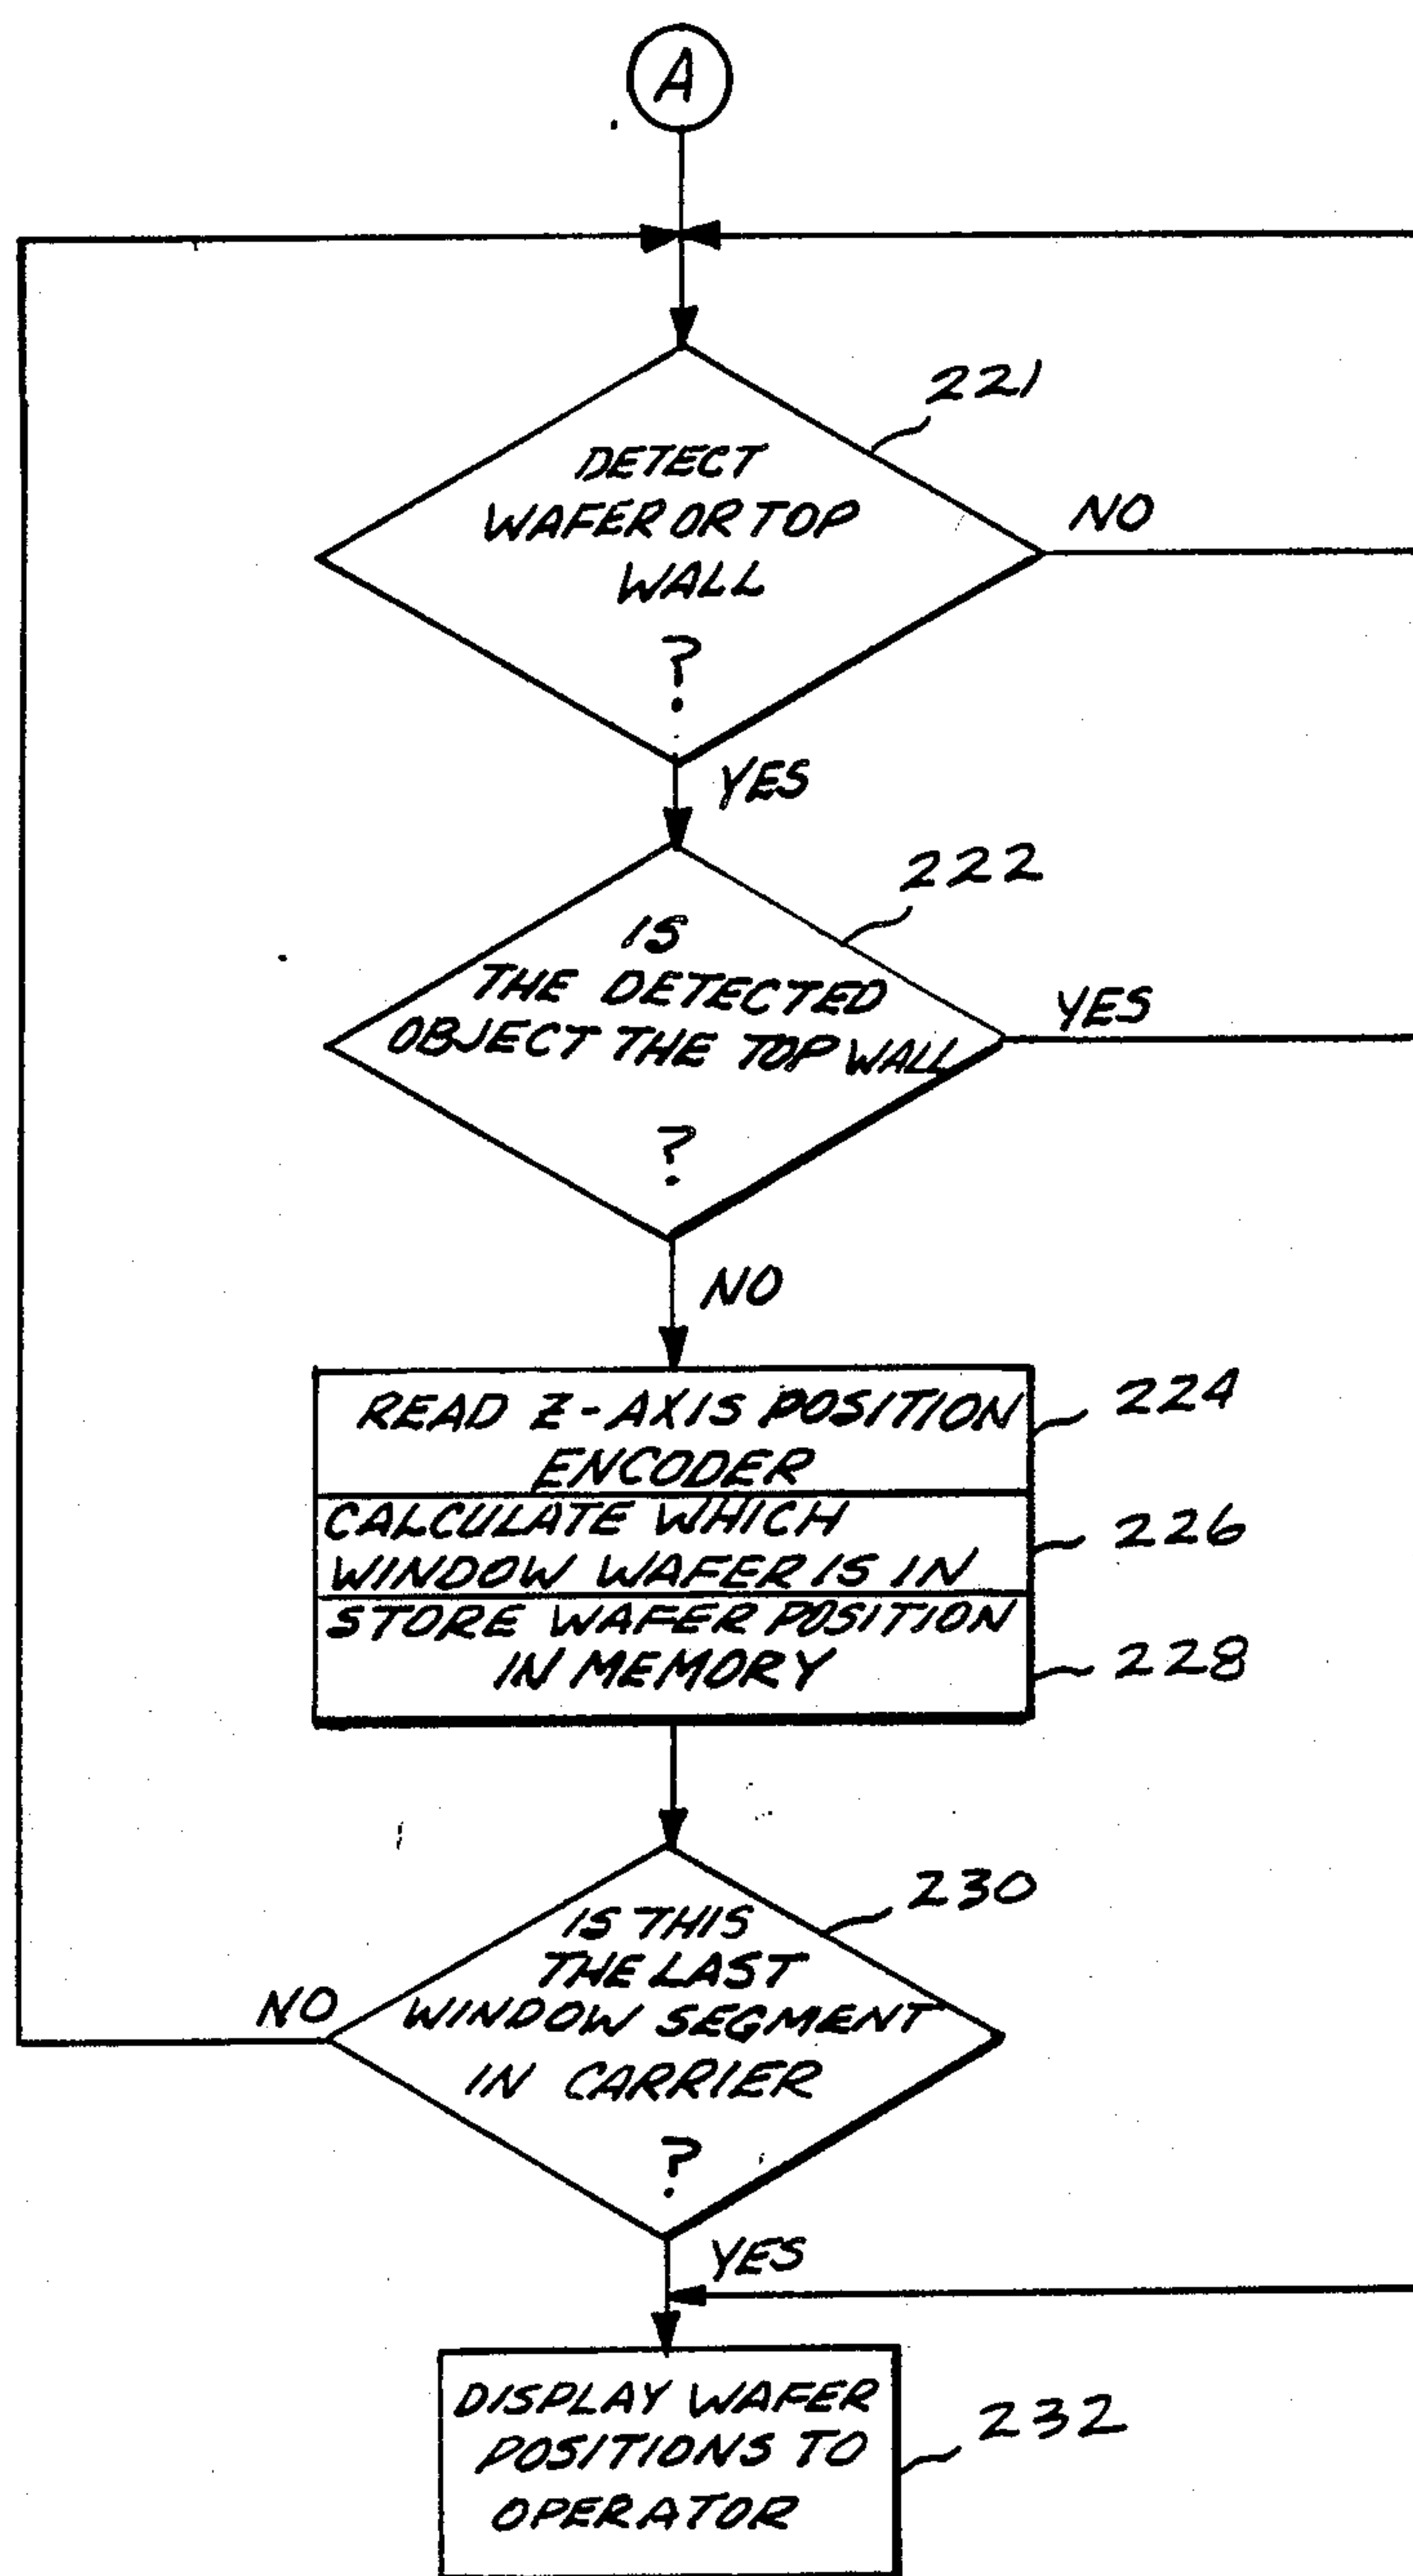 A
221
DETECT
WAFER OR TOP
WALL
?
NO
YES
222
IS
THE DETECTED
OBJECT THE TOP WALL
?
YES
NO
READ Z-AXIS POSITION
ENCODER
224
CALCULATE WHICH
WINDOW WAFER IS IN
226
STORE WAFER POSITION
IN MEMORY
228
230
IS THIS
THE LAST
WINDOW SEGMENT
IN CARRIER
?
NO
YES
DISPLAY WAFER
POSITIONS TO
OPERATOR
232